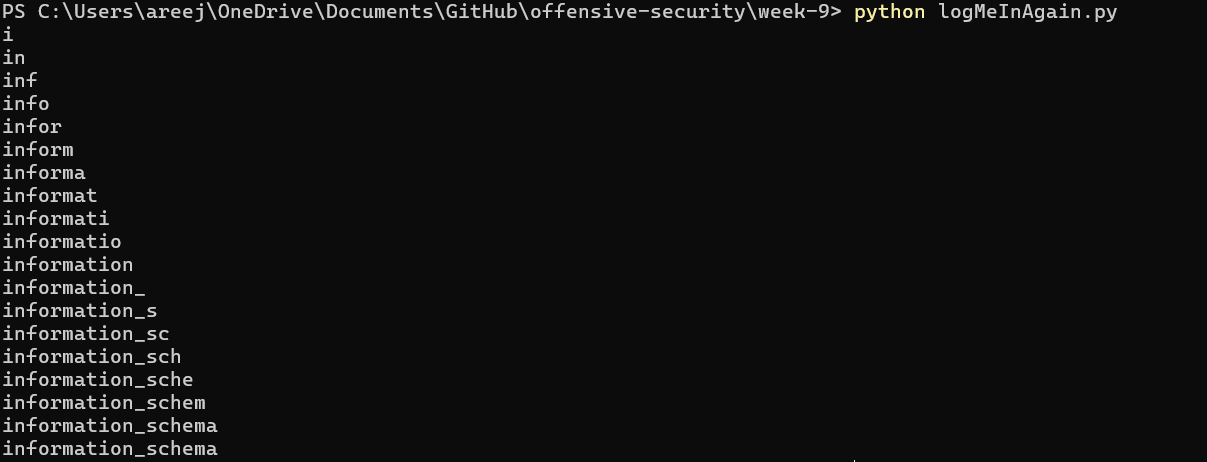 PS C:\Users\areej\OneDrive\Documents\GitHub\offensive-security\week-9> python logMeInAgain.py
i
in
inf
info
infor
inform
informa
informat
informati
informatio
information
information_
information_s
information_sc
information_sch
information_sche
information_schem
information_schema
information_schema